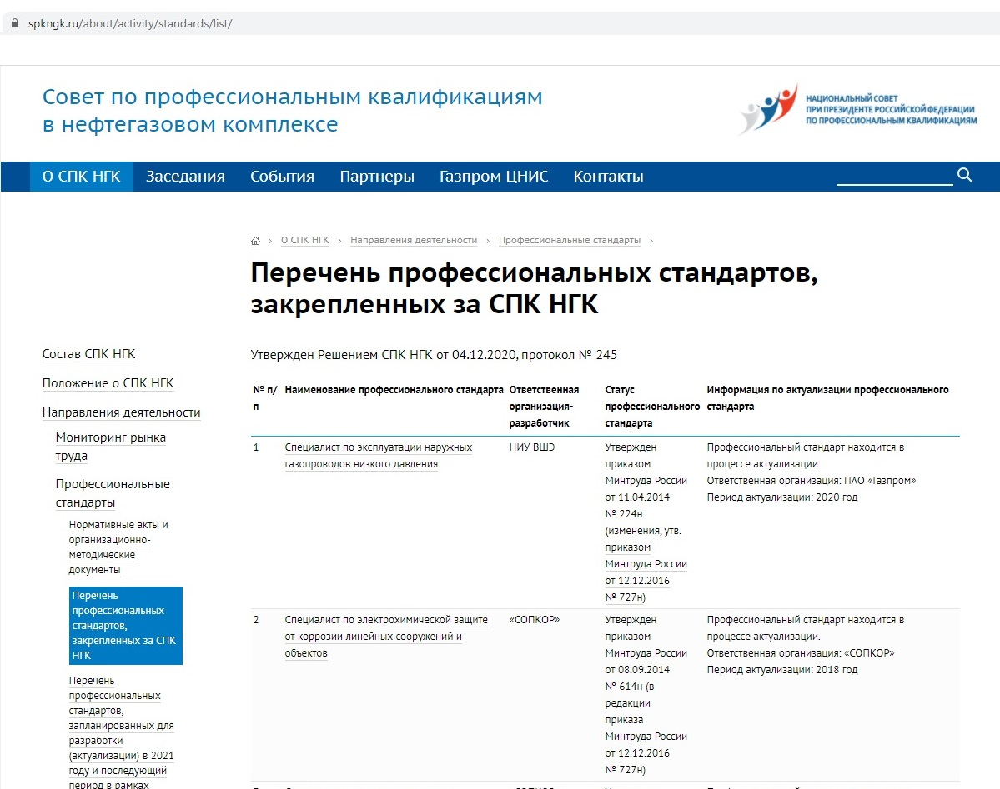 spkngk.ru/about/activity/standards/list/
Совет по профессиональным квалификациям
в нефтегазовом комплексе
НАЦИОНАЛЬНЫЙ СОВЕТ
ПРИ ПРЕЗИДЕНТЕ РОССИЙСКОЙ ФЕДЕРАЦИИ
ПО ПРОФЕССИОНАЛЬНЫМ КВАЛИФИКАЦИЯМ
О СПК НГК Заседания События Партнеры Газпром ЦНИС Контакты
О СПК НГК › Направления деятельности › Профессиональные стандарты ›
Перечень профессиональных стандартов,
закрепленных за СПК НГК
Состав СПК НГК
Положение о СПК НГК
Направления деятельности
Мониторинг рынка
труда
Профессиональные
стандарты
Нормативные акты и
организационно-
методические
документы
Перечень
профессиональных
стандартов,
закрепленных за СПК
НГК
Перечень
профессиональных
стандартов,
запланированных для
разработки
(актуализации) в 2021
году и последующий
период в рамках
Утвержден Решением СПК НГК от 04.12.2020, протокол № 245
№ п/
п
Наименование профессионального стандарта
Ответственная
организация-
разработчик
Статус
профессионального
стандарта
Информация по актуализации профессионального
стандарта
1
Специалист по эксплуатации наружных
газопроводов низкого давления
НИУ ВШЭ
Утвержден
приказом
Минтруда России
от 11.04.2014
№ 224н
(изменения, утв.
приказом
Минтруда России
от 12.12.2016
№ 727н)
Профессиональный стандарт находится в
процессе актуализации.
Ответственная организация: ПАО «Газпром»
Период актуализации: 2020 год
2
Специалист по электрохимической защите
от коррозии линейных сооружений и
объектов
«СОПКОР»
Утвержден
приказом
Минтруда России
от 08.09.2014
№ 614н (в
редакции
приказа
Минтруда России
от 12.12.2016
№ 727н)
Профессиональный стандарт находится в
процессе актуализации.
Ответственная организация: «СОПКОР»
Период актуализации: 2018 год